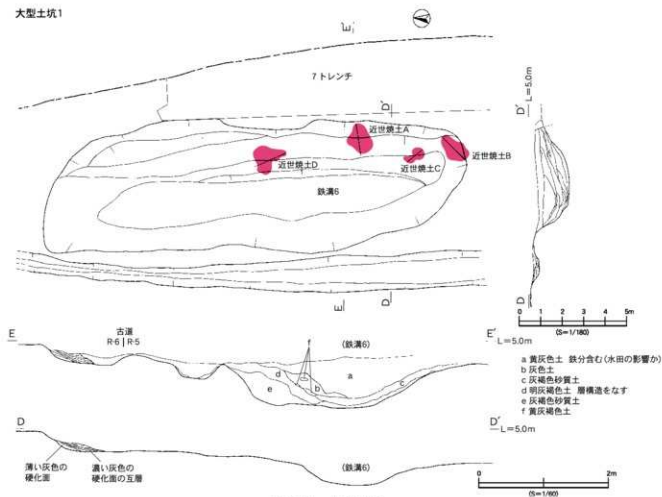 大型土坑1
E'
7トレンチ
D'
近世焼土A
近世焼土B
近世焼土C
近世焼土D
鉄溝6
E
D
D'
L=5.0m
D
0 1 2 3 4 5m
(S=1/180)
E
古道
R-6 R-5
(鉄溝6)
E'
L=5.0m
f
d
a
b
c
e
a 黄灰色土 鉄分含む(水田の影響か)
b 灰色土
c 灰褐色砂質土
d 明灰褐色土 層構造をなす
e 灰褐色砂質土
f 黄灰褐色土
D
D'
L=5.0m
薄い灰色の
硬化面
濃い灰色の
硬化面の互層
(鉄溝6)
0 2m
(S=1/60)